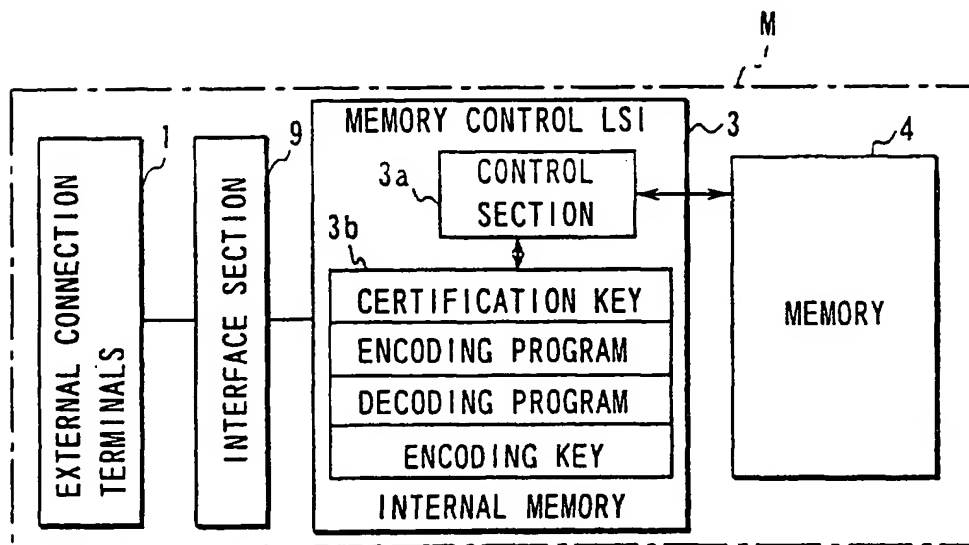 M
MEMORY CONTROL LSI
3
1
9
4
3a
CONTROL
SECTION
3b
EXTERNAL CONNECTION
TERMINALS
INTERFACE SECTION
CERTIFICATION KEY
ENCODING PROGRAM
DECODING PROGRAM
ENCODING KEY
INTERNAL MEMORY
MEMORY